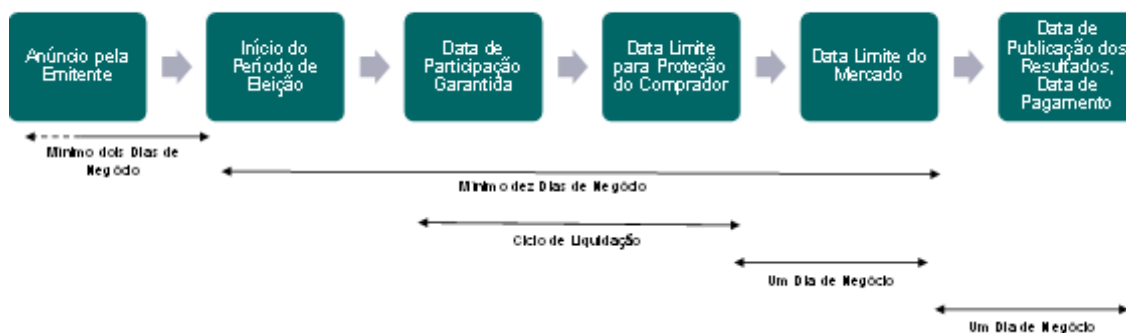 Anúncio pela
Emitente
Início do
Período de
Eleição
Data de
Participação
Garantida
Data Limite
para Proteção
do Comprador
Data Limite do
Mercado
Data de
Publicação dos
Resultados,
Data de
Pagamento
Mínimo dois Dias de
Negócio
Mínimo dez Dias de Negócio
Ciclo de Liquidação
Um Dia de Negócio
Um Dia de Negócio